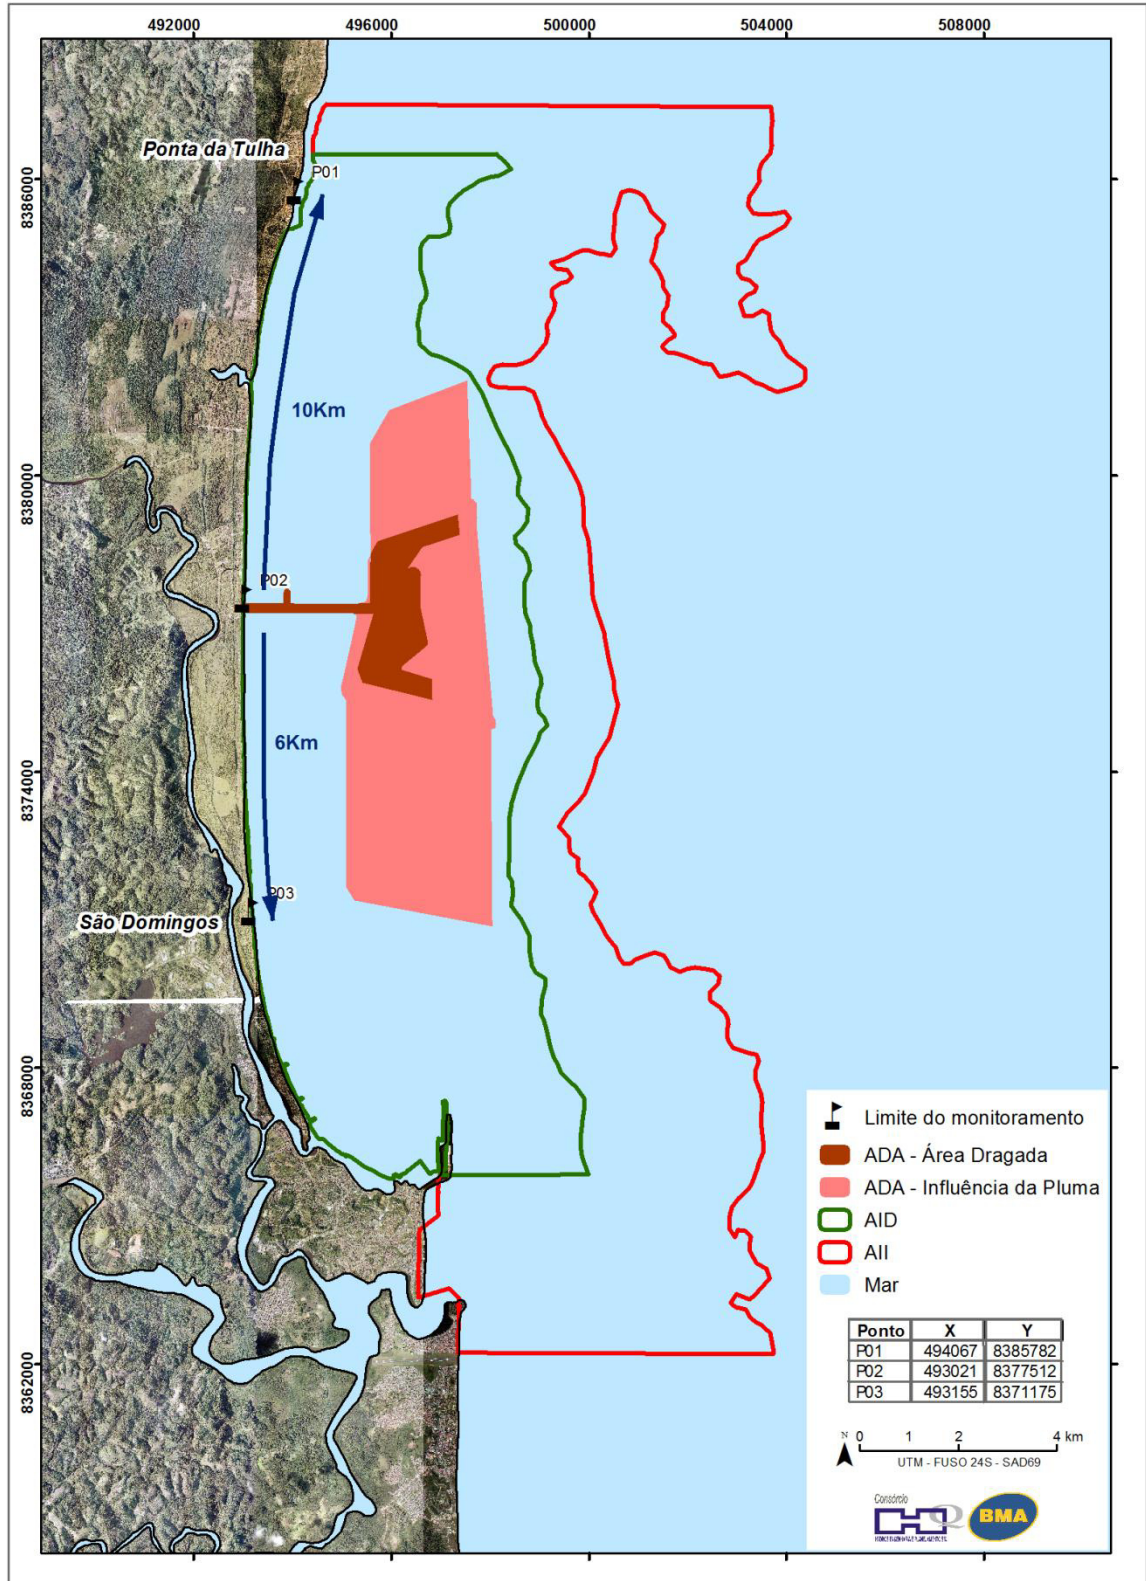 492000 496000 500000 504000 508000
Ponta da Tulha
P01
8386000
10Km
8380000
P02
6Km
8374000
P03
São Domingos
8368000
8362000
Limite do monitoramento
ADA - Área Dragada
ADA - Influência da Pluma
AID
AII
Mar
Ponto X Y
P01 494067 8385782
P02 493021 8377512
P03 493155 8371175
N 0 1 2 4 km
UTM - FUSO 24S - SAD69
Consórcio
BMA